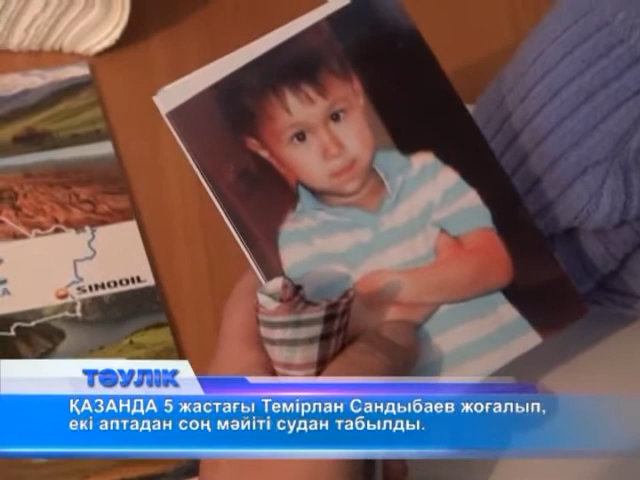 SINOOIL
ТӘУЛІК
ҚАЗАНДА 5 жастағы Темірлан Сандыбаев жоғалып,
екі аптадан соң мәйіті судан табылды.